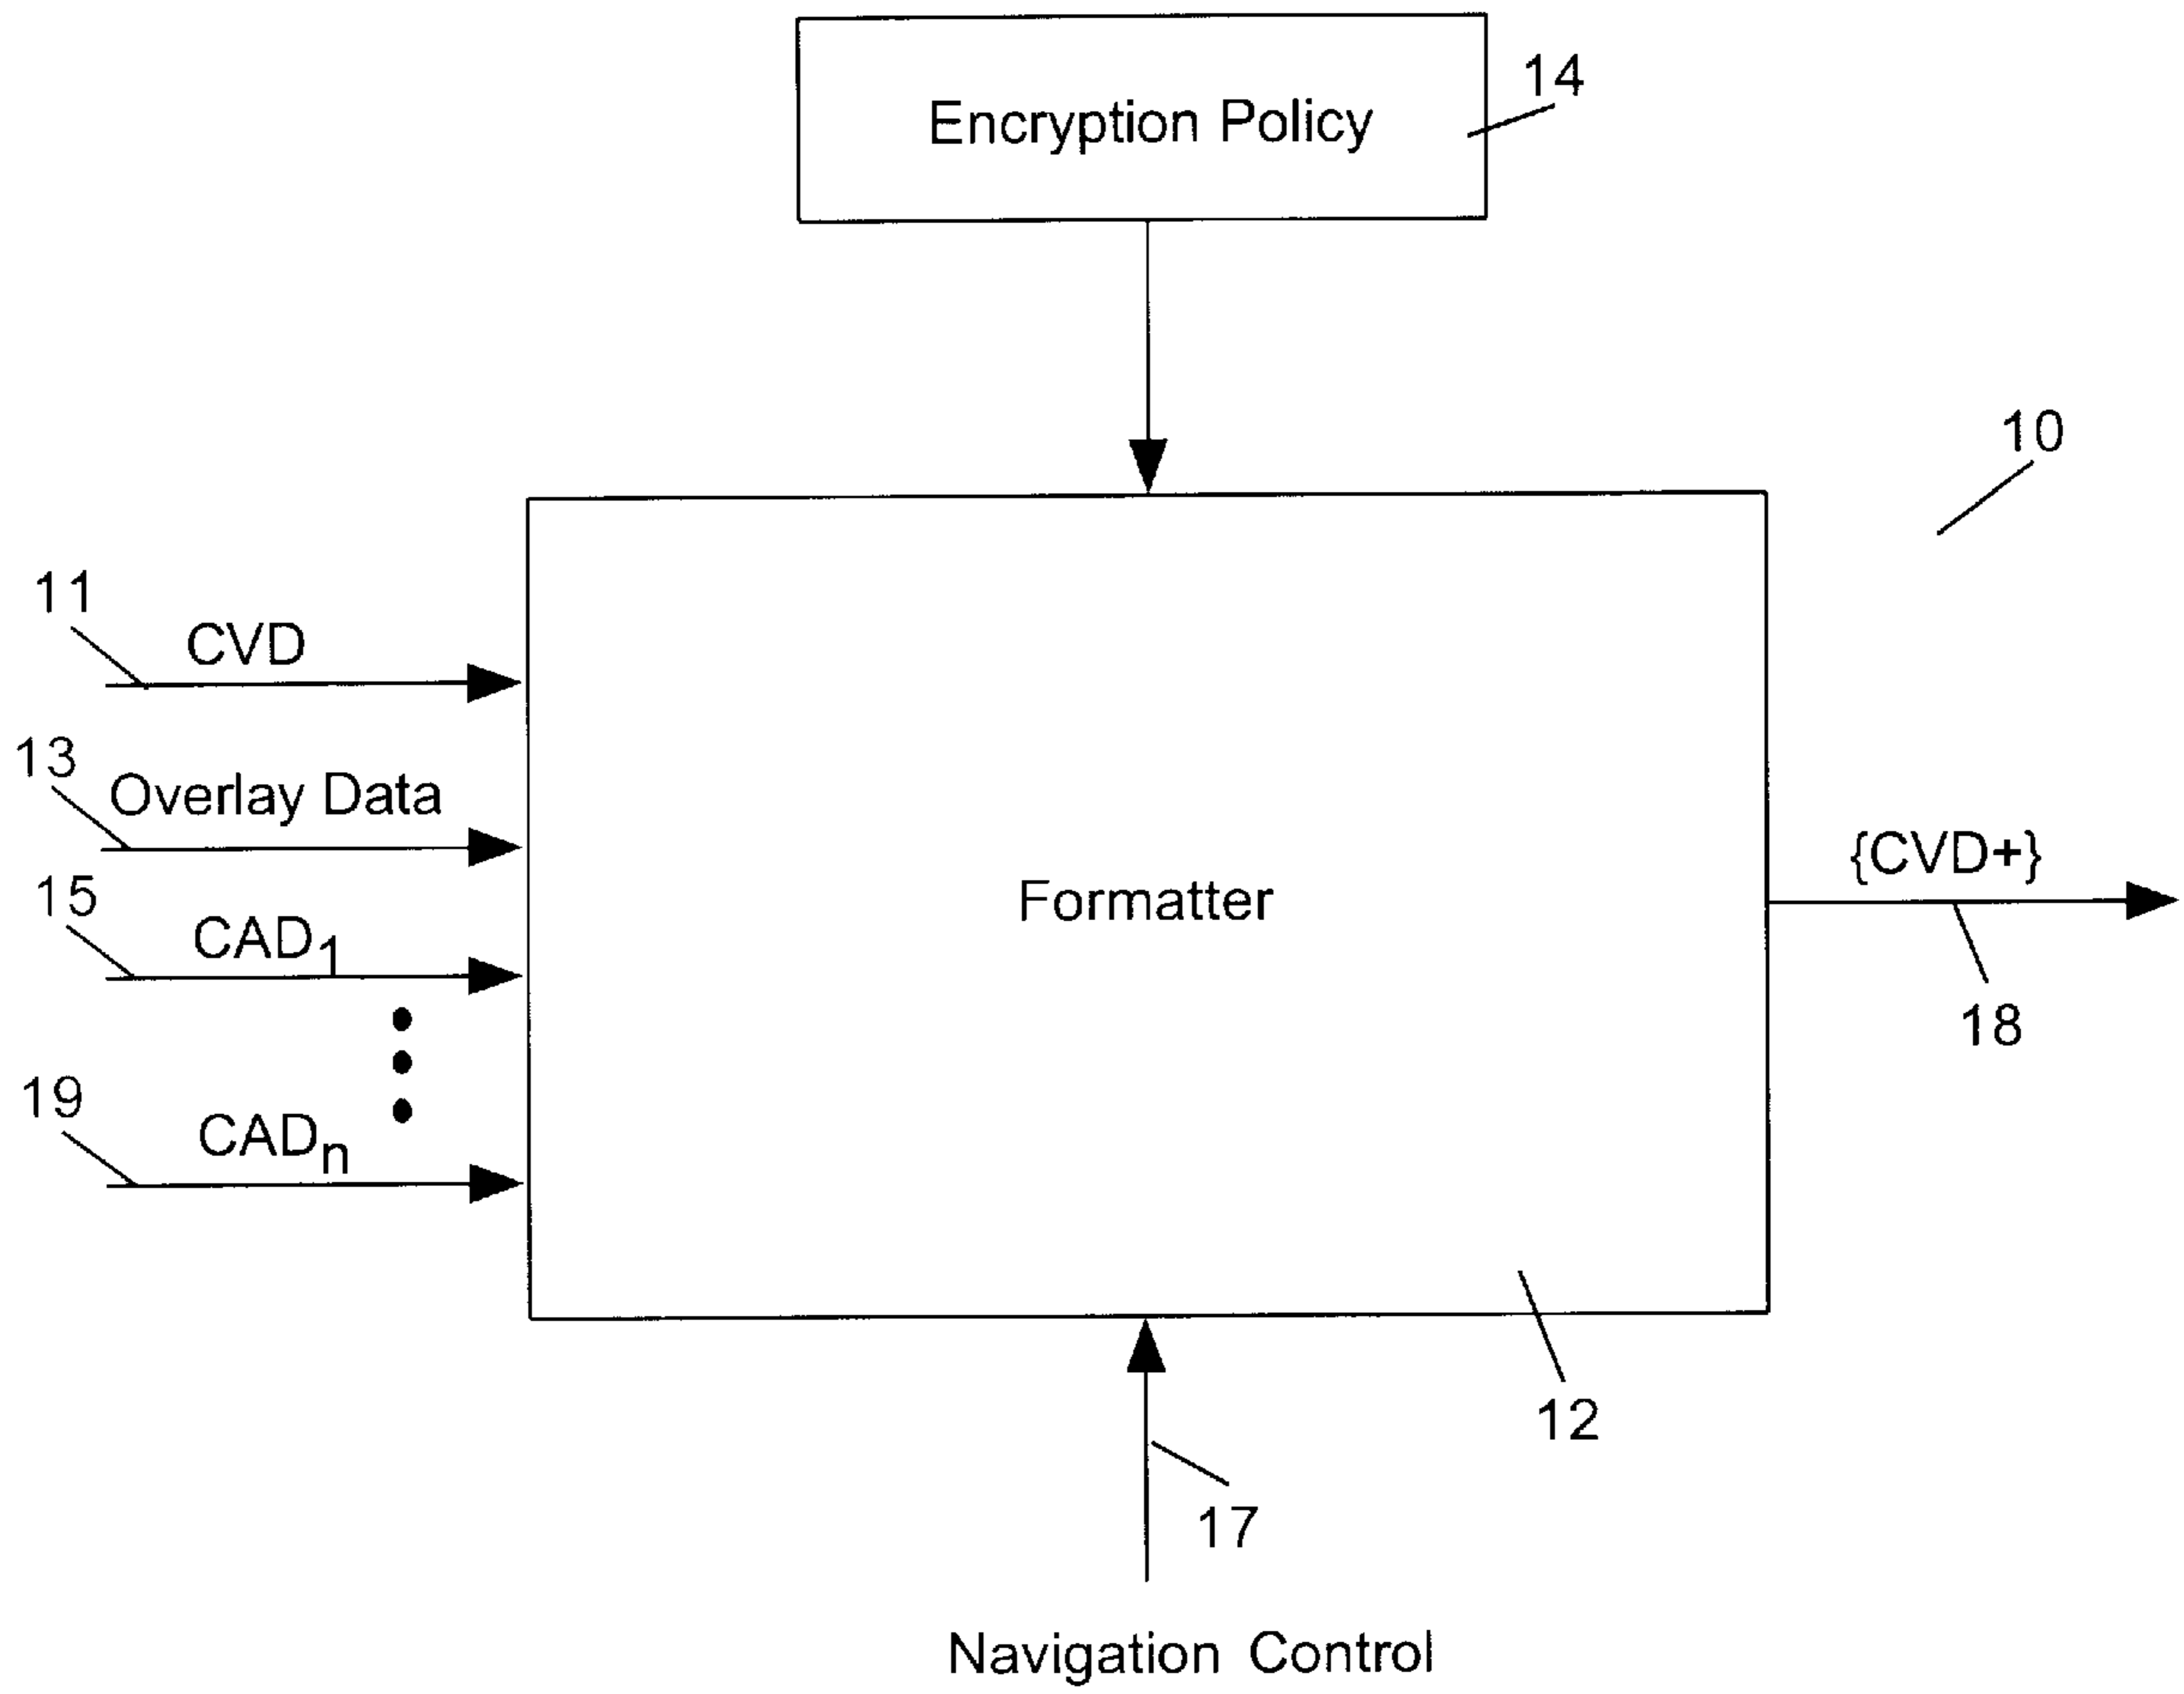 14
Encryption Policy
10
11
CVD
13
Overlay Data
15
CAD1
19
CADn
Formatter
{CVD+}
18
12
17
Navigation Control